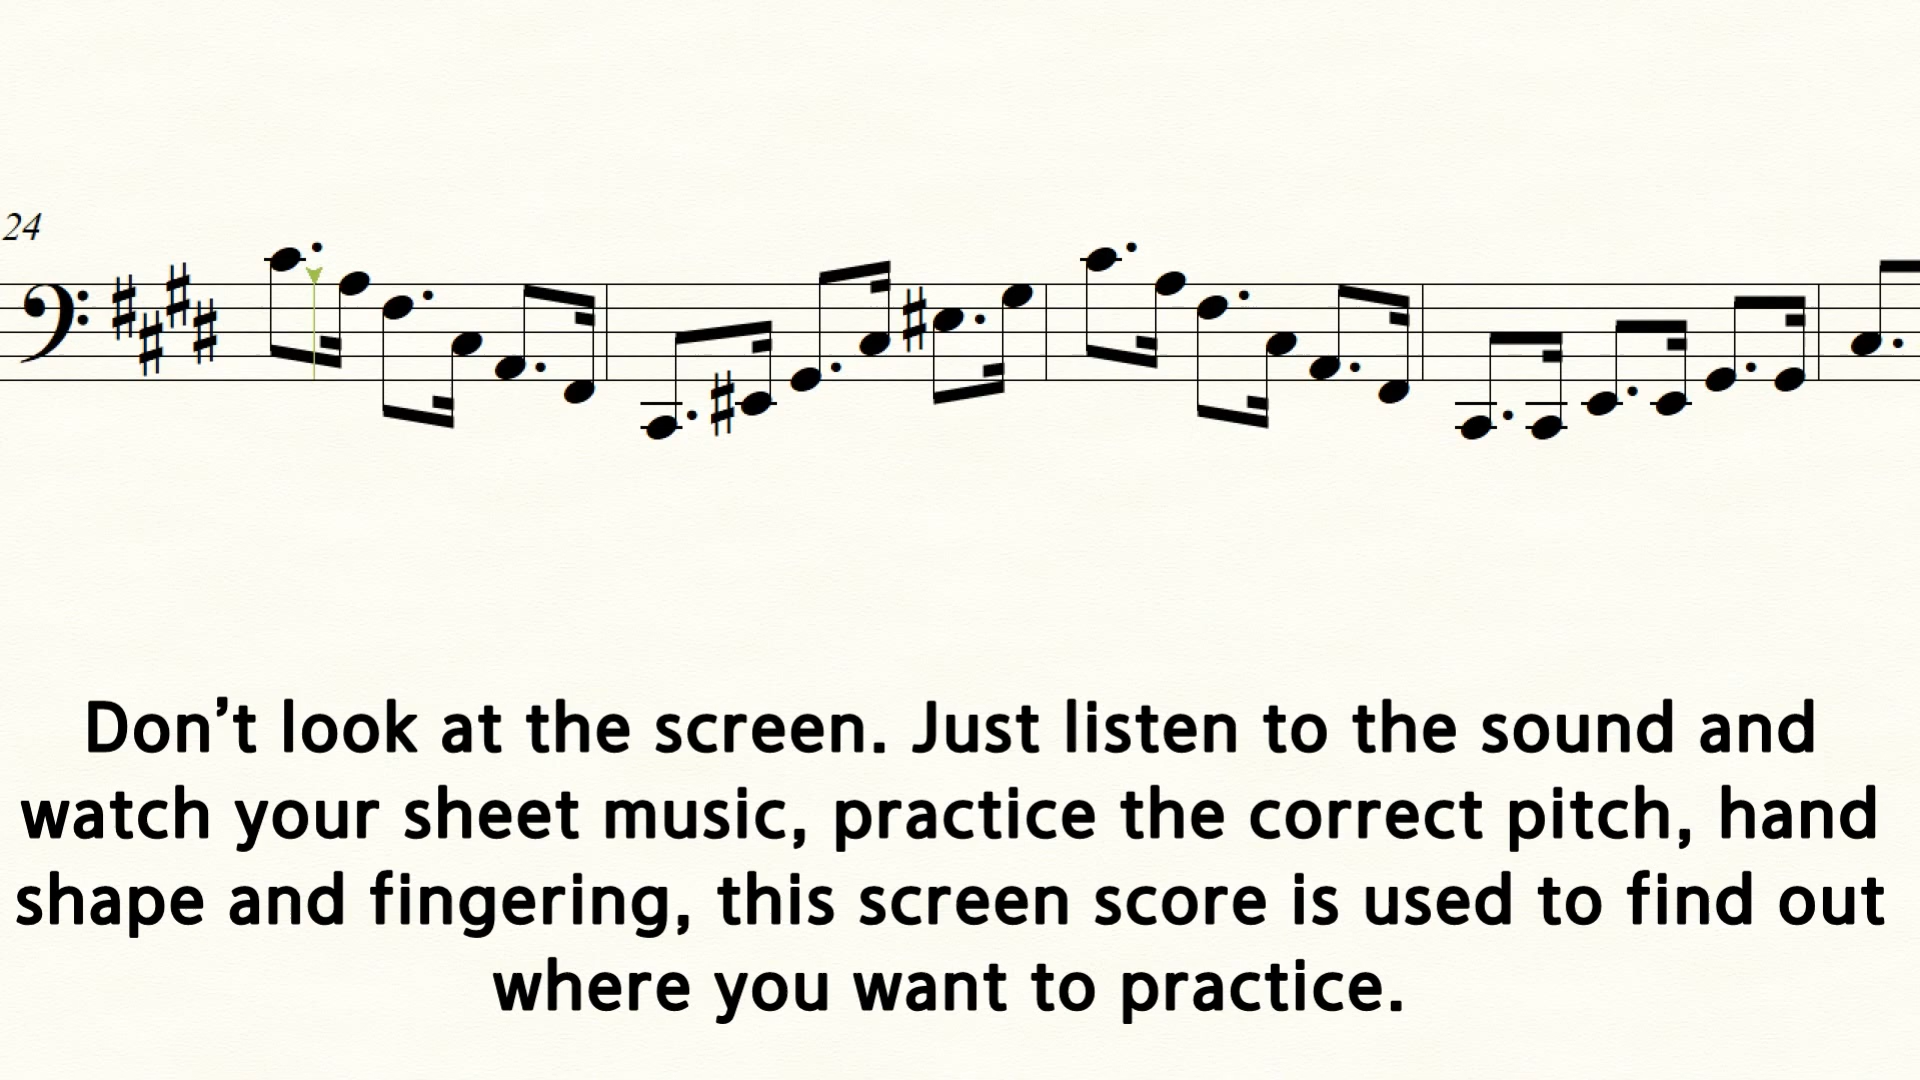 24
Don't look at the screen. Just listen to the sound and
watch your sheet music, practice the correct pitch, hand
shape and fingering, this screen score is used to find out
where you want to practice.